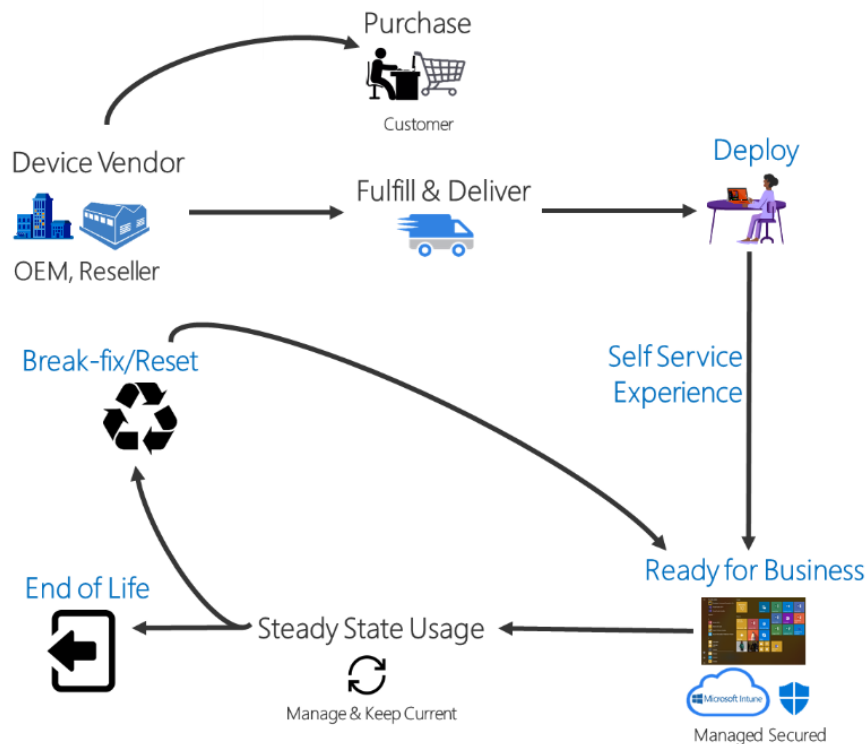 Purchase
Customer
Device Vendor
OEM, Reseller
Fulfill & Deliver
Deploy
Self Service
Experience
Break-fix/Reset
Ready for Business
Microsoft Intune
Managed Secured
Steady State Usage
Manage & Keep Current
End of Life